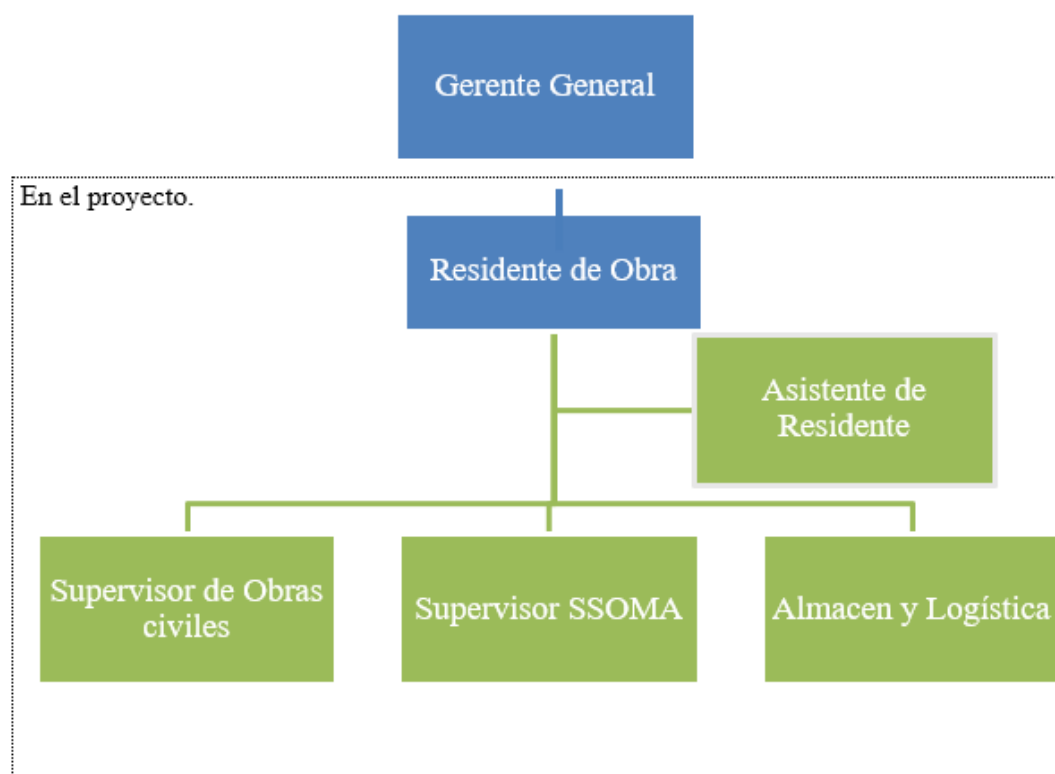 Gerente General
En el proyecto.
Residente de Obra
Asistente de
Residente
Supervisor de Obras
civiles
Supervisor SSOMA
Almacen y Logística